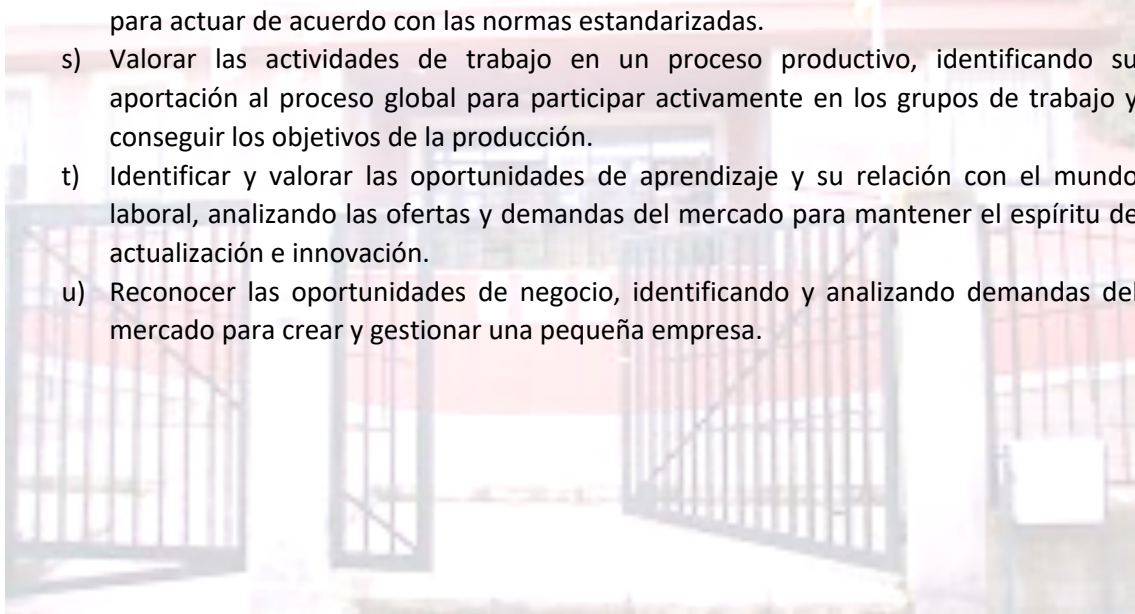 para actuar de acuerdo con las normas estandarizadas.
s) Valorar las actividades de trabajo en un proceso productivo, identificando su
aportación al proceso global para participar activamente en los grupos de trabajo y
conseguir los objetivos de la producción.
t) Identificar y valorar las oportunidades de aprendizaje y su relación con el mundo
laboral, analizando las ofertas y demandas del mercado para mantener el espíritu de
actualización e innovación.
u) Reconocer las oportunidades de negocio, identificando y analizando demandas del
mercado para crear y gestionar una pequeña empresa.